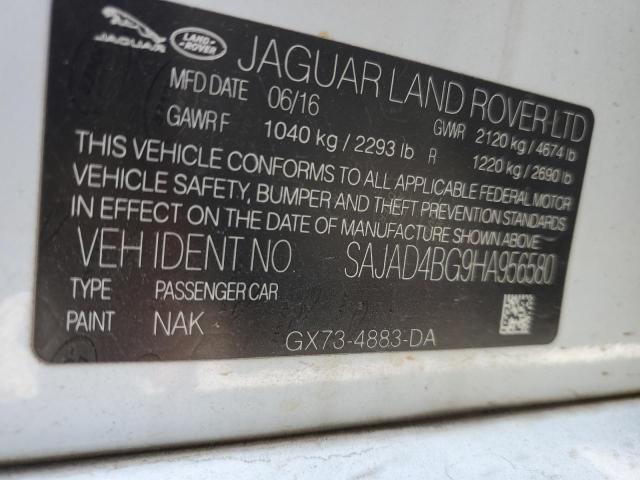 JAGUAR
LAND ROVER
JAGUAR LAND ROVER LTD
MFD DATE 06/16 GVWR 2120 kg / 4674 lb
GAWR F 1040 kg / 2293 lb R 1220 kg / 2690 lb
THIS VEHICLE CONFORMS TO ALL APPLICABLE FEDERAL MOTOR
VEHICLE SAFETY, BUMPER AND THEFT PREVENTION STANDARDS
IN EFFECT ON THE DATE OF MANUFACTURE SHOWN ABOVE
VEH IDENT NO SAJAD4BG9HA956580
TYPE PASSENGER CAR
PAINT NAK
GX73-4883-DA